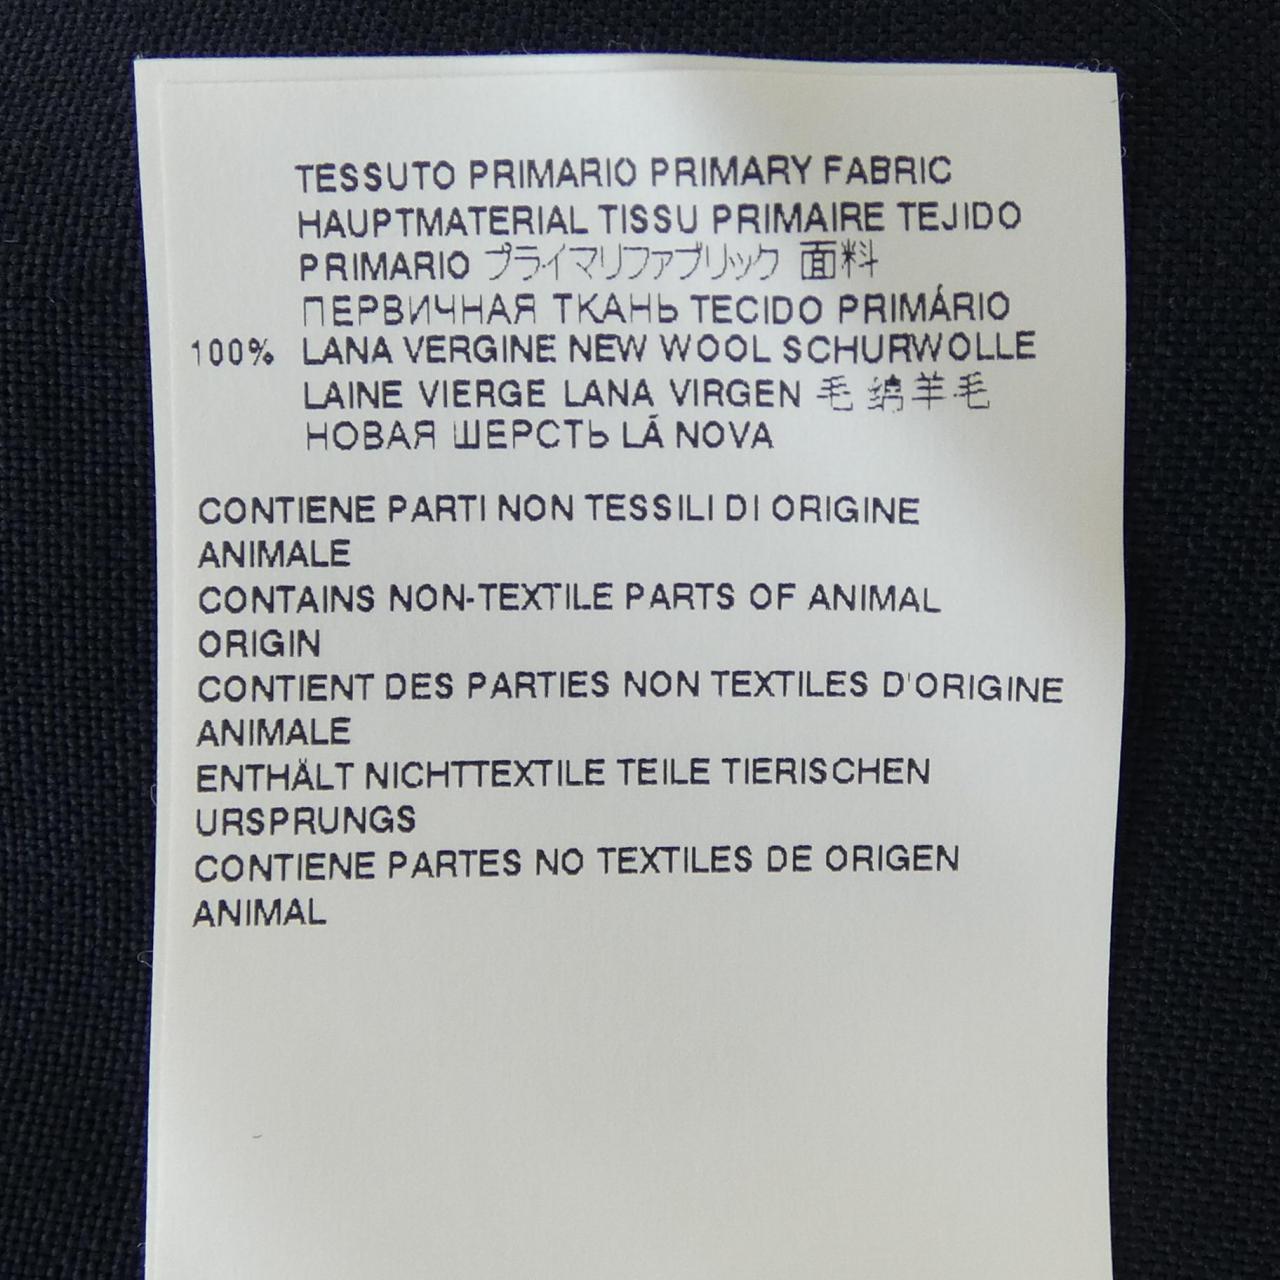 TESSUTO PRIMARIO PRIMARY FABRIC
HAUPTMATERIAL TISSU PRIMAIRE TEJIDO
PRIMARIO プライマリファブリック 面料
ПЕРВИЧНАЯ ТКАНЬ TECIDO PRIMÁRIO
100% LANA VERGINE NEW WOOL SCHURWOLLE
LAINE VIERGE LANA VIRGEN 毛 绵羊毛
НОВАЯ ШЕРСТЬ LÃ NOVA
CONTIENE PARTI NON TESSILI DI ORIGINE
ANIMALE
CONTAINS NON-TEXTILE PARTS OF ANIMAL
ORIGIN
CONTIENT DES PARTIES NON TEXTILES D'ORIGINE
ANIMALE
ENTHÄLT NICHTTEXTILE TEILE TIERISCHEN
URSPRUNGS
CONTIENE PARTES NO TEXTILES DE ORIGEN
ANIMAL